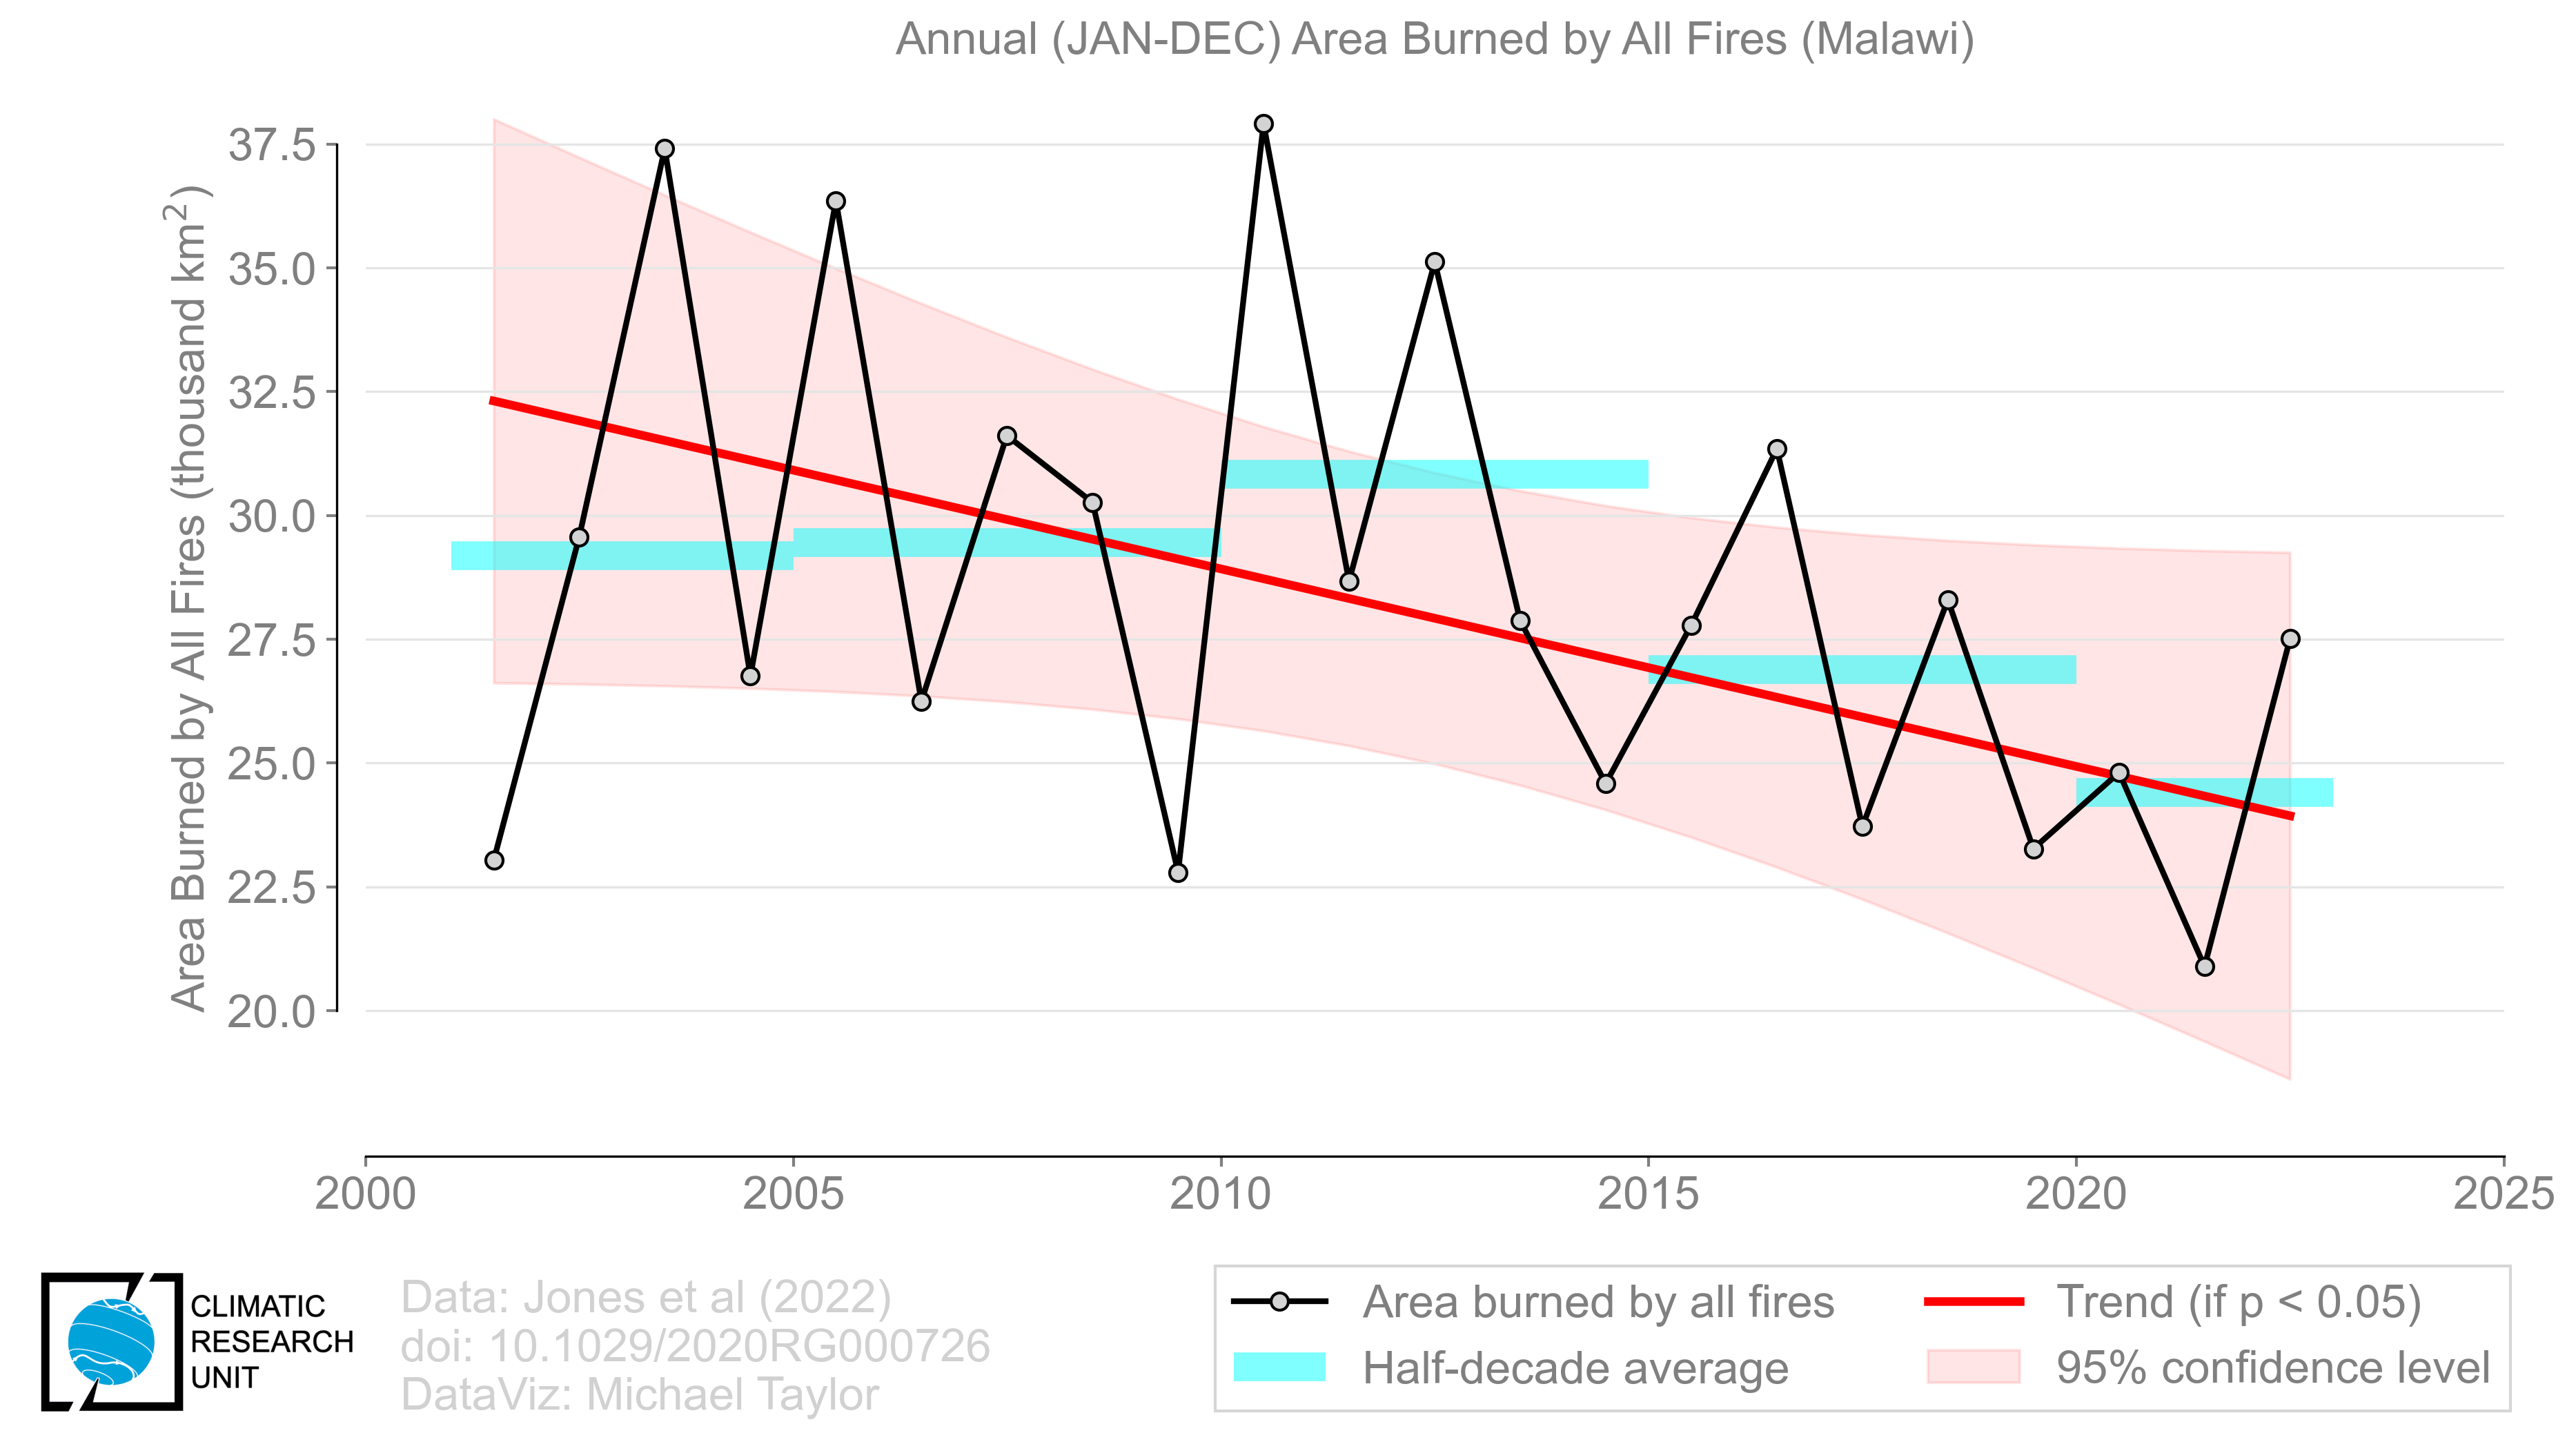 Annual (JAN-DEC) Area Burned by All Fires (Malawi)
Area Burned by All Fires (thousand km²)
37.5
35.0
32.5
30.0
27.5
25.0
22.5
20.0
2000 2005 2010 2015 2020 2025
CLIMATIC
RESEARCH
UNIT
Data: Jones et al (2022)
doi: 10.1029/2020RG000726
DataViz: Michael Taylor
Area burned by all fires
Half-decade average
Trend (if p < 0.05)
95% confidence level